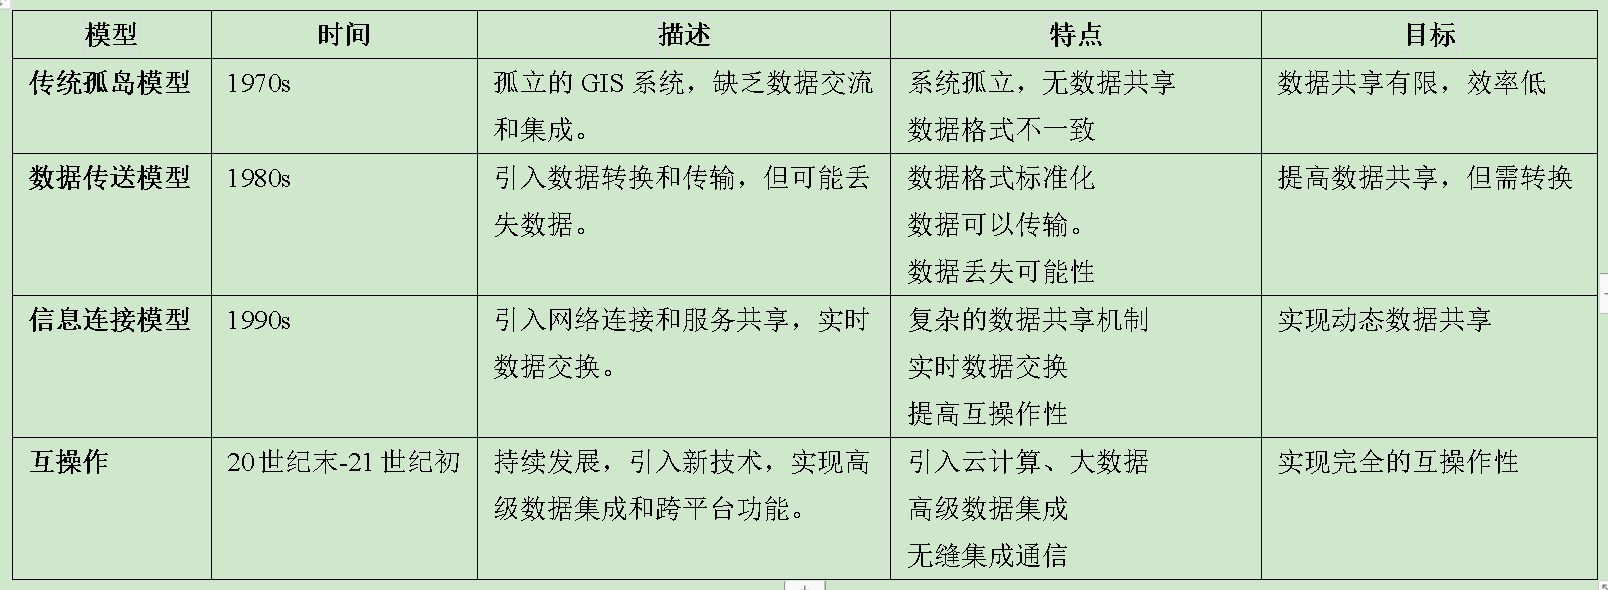 模型 时间 描述 特点 目标
传统孤岛模型 1970s 孤立的 GIS 系统，缺乏数据交流 系统孤立，无数据共享 数据共享有限，效率低
和集成。 数据格式不一致
数据传送模型 1980s 引入数据转换和传输，但可能丢 数据格式标准化 提高数据共享，但需转换
失数据。 数据可以传输。
数据丢失可能性
信息连接模型 1990s 引入网络连接和服务共享，实时 复杂的数据共享机制 实现动态数据共享
数据交换。 实时数据交换
提高互操作性
互操作 20世纪末-21世纪初 持续发展，引入新技术，实现高 引入云计算、大数据 实现完全的互操作性
级数据集成和跨平台功能。 高级数据集成
无缝集成通信